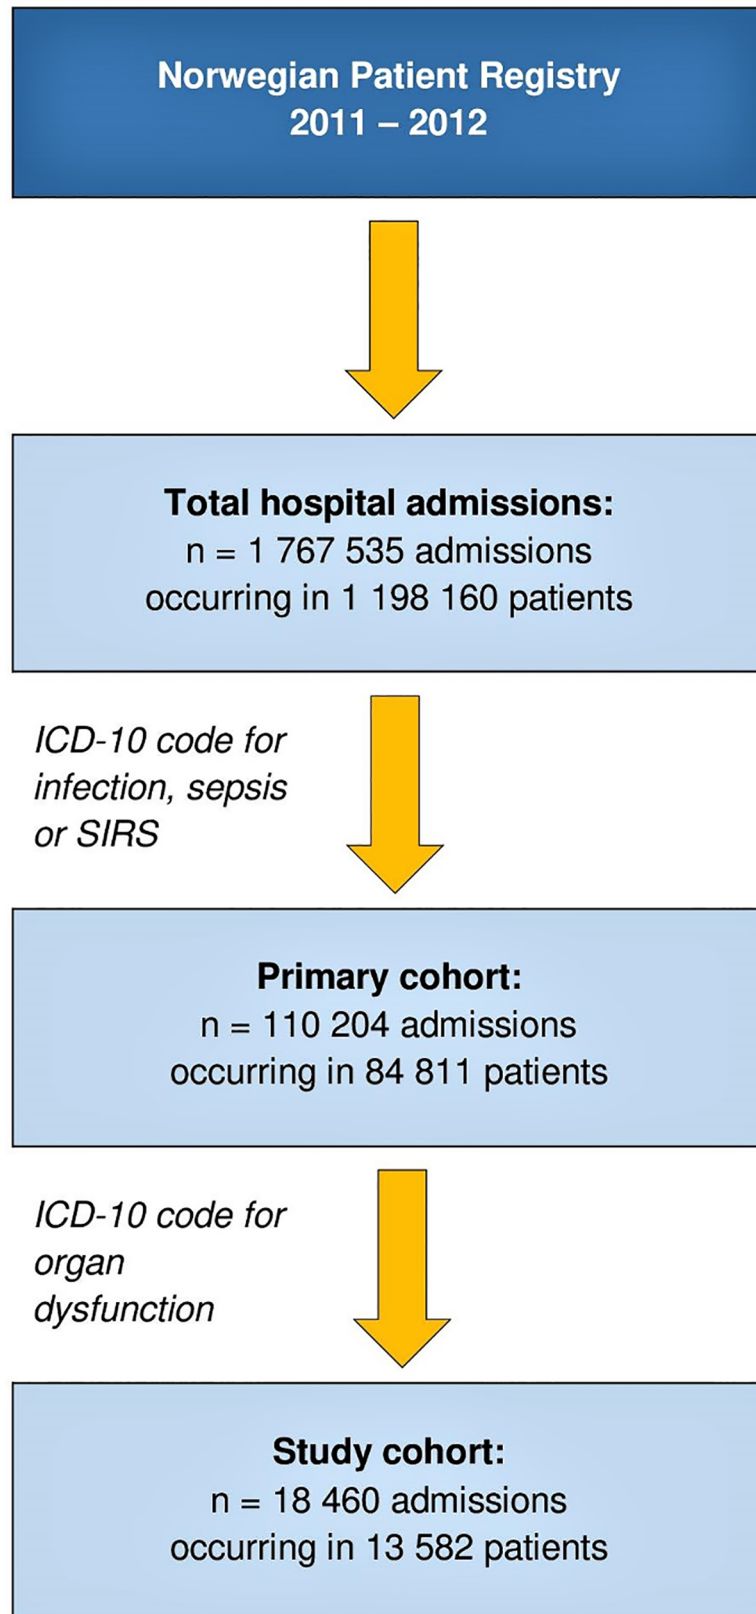 Norwegian Patient Registry
2011 – 2012
Total hospital admissions:
n = 1 767 535 admissions
occurring in 1 198 160 patients
ICD-10 code for
infection, sepsis
or SIRS
Primary cohort:
n = 110 204 admissions
occurring in 84 811 patients
ICD-10 code for
organ
dysfunction
Study cohort:
n = 18 460 admissions
occurring in 13 582 patients